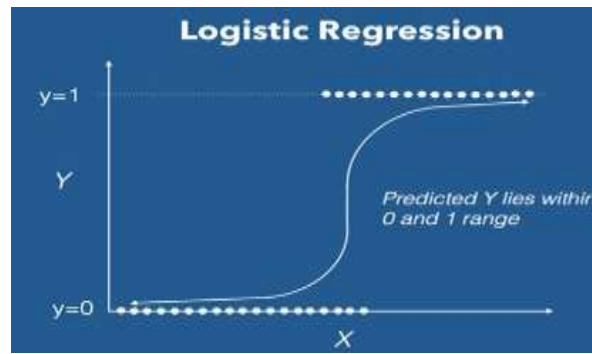 Logistic Regression
y=1
Y
Predicted Y lies within
0 and 1 range
y=0
X